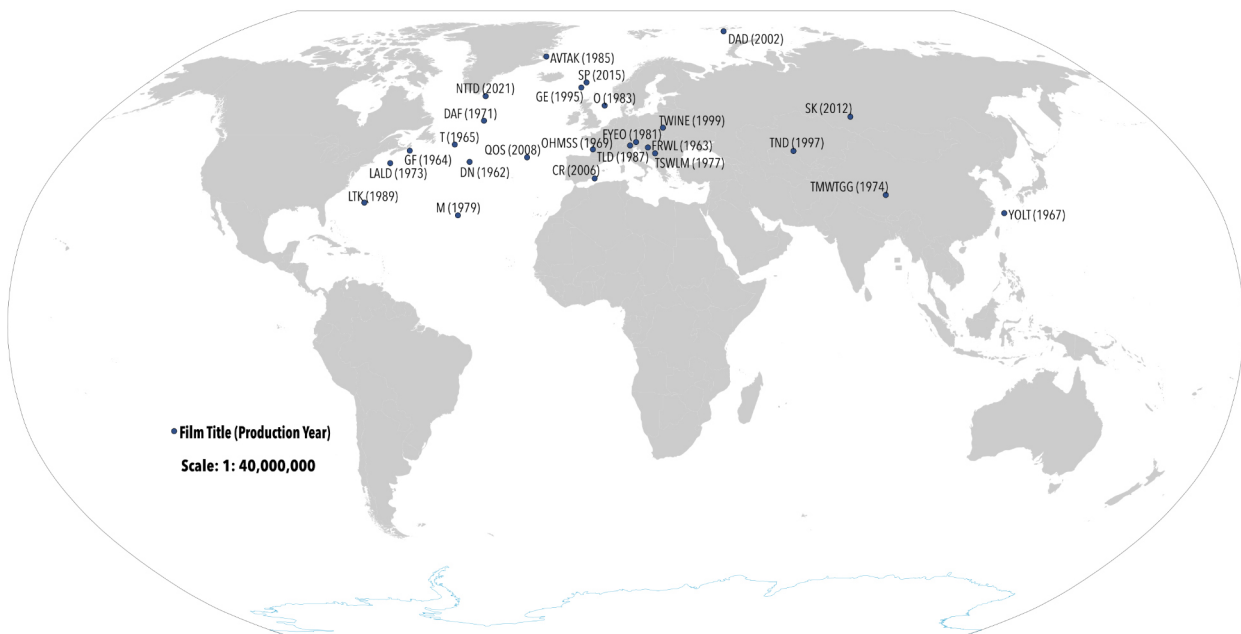 DAD (2002)
AVTAK (1985)
SP (2015)
NTTD (2021)
GE (1995)
O (1983)
DAF (1971)
SK (2012)
TWINE (1999)
T (1965)
FYEO (1981)
QOS (2008)
OHMSS (1969)
FRWL (1963)
TND (1997)
GF (1964)
TLD (1987)
TSWLM (1977)
LALD (1973)
DN (1962)
CR (2006)
TMWTGG (1974)
LTK (1989)
M (1979)
YOLT (1967)
Film Title (Production Year)
Scale: 1: 40,000,000